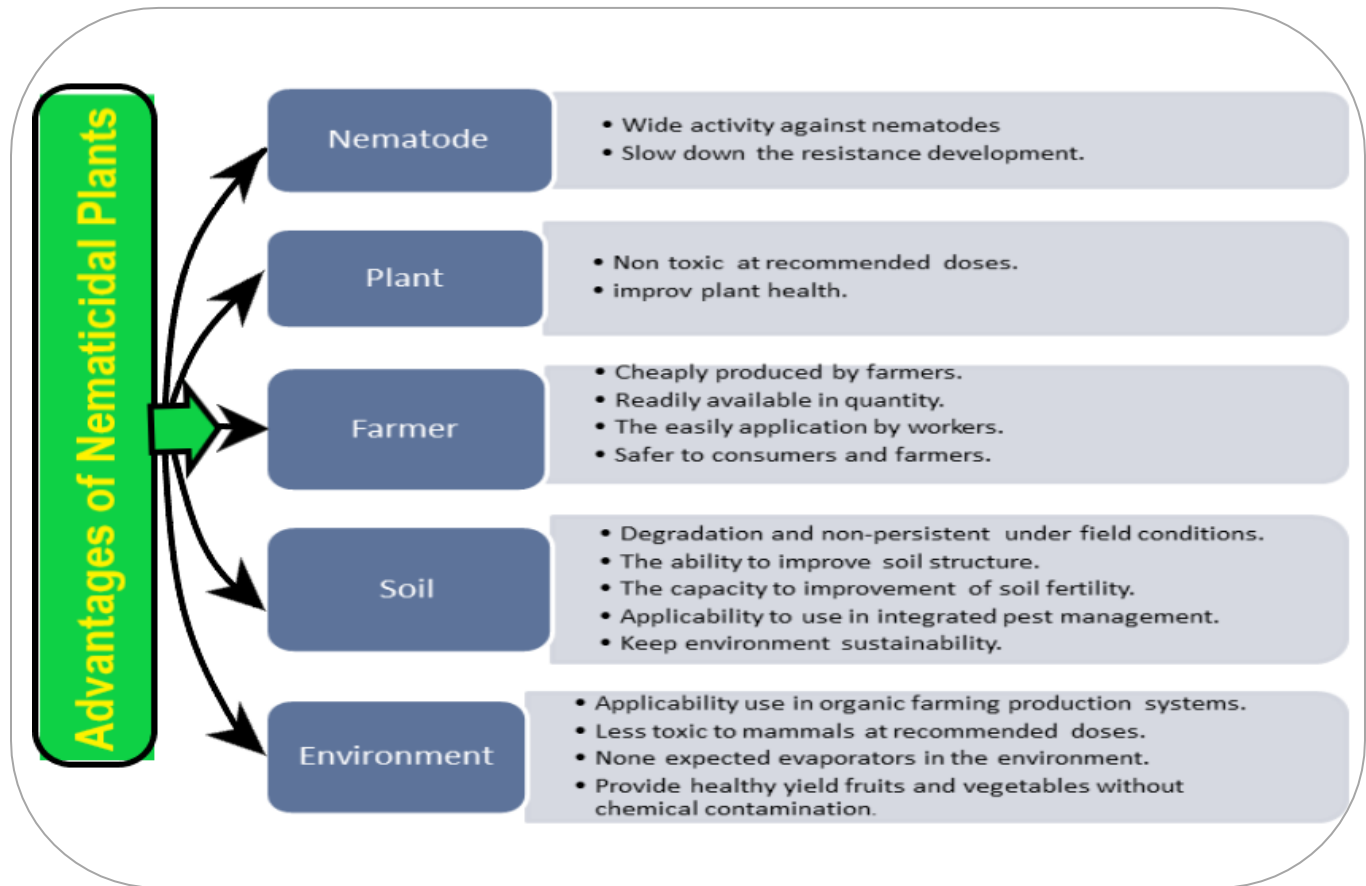 Advantages of Nematicidal Plants
Nematode
• Wide activity against nematodes
• Slow down the resistance development.
Plant
• Non toxic at recommended doses.
• improv plant health.
Farmer
• Cheaply produced by farmers.
• Readily available in quantity.
• The easily application by workers.
• Safer to consumers and farmers.
Soil
• Degradation and non-persistent under field conditions.
• The ability to improve soil structure.
• The capacity to improvement of soil fertility.
• Applicability to use in integrated pest management.
• Keep environment sustainability.
Environment
• Applicability use in organic farming production systems.
• Less toxic to mammals at recommended doses.
• None expected evaporators in the environment.
• Provide healthy yield fruits and vegetables without
chemical contamination.